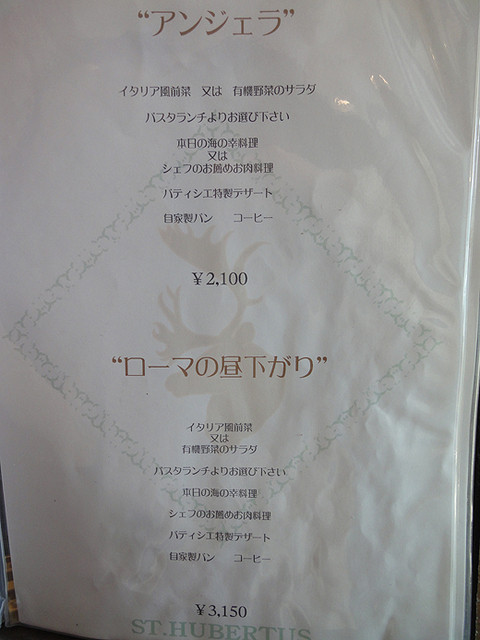 “アンジェラ”
イタリア風前菜 又は 有機野菜のサラダ
パスタランチよりお選び下さい
本日の海の幸料理
又は
シェフのお薦めお肉料理
パティシエ特製デザート
自家製パン コーヒー
￥2,100
“ローマの昼下がり”
イタリア風前菜
又は
有機野菜のサラダ
パスタランチよりお選び下さい
本日の海の幸料理
シェフのお薦めお肉料理
パティシエ特製デザート
自家製パン コーヒー
￥3,150
ST.HUBERTUS